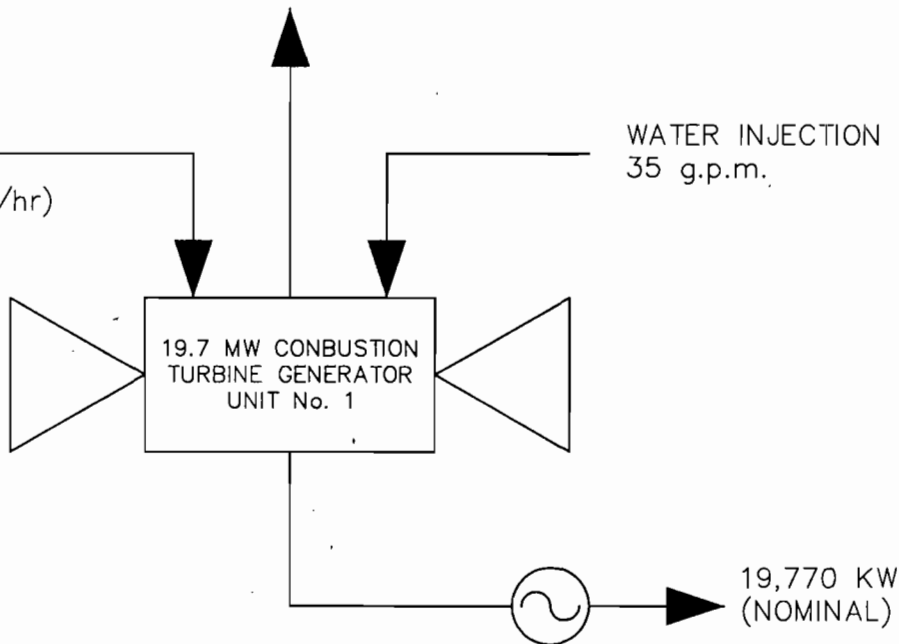 WATER INJECTION
35 g.p.m.
/hr)
19.7 MW CONBUSTION
TURBINE GENERATOR
UNIT No. 1
19,770 KW
(NOMINAL)